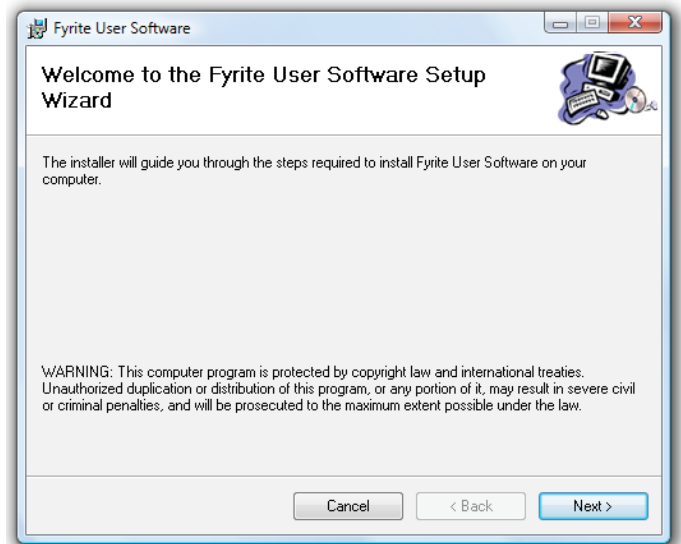 Fyrite User Software
Welcome to the Fyrite User Software Setup
Wizard
The installer will guide you through the steps required to install Fyrite User Software on your
computer.
WARNING: This computer program is protected by copyright law and international treaties.
Unauthorized duplication or distribution of this program, or any portion of it, may result in severe civil
or criminal penalties, and will be prosecuted to the maximum extent possible under the law.
Cancel
< Back
Next >